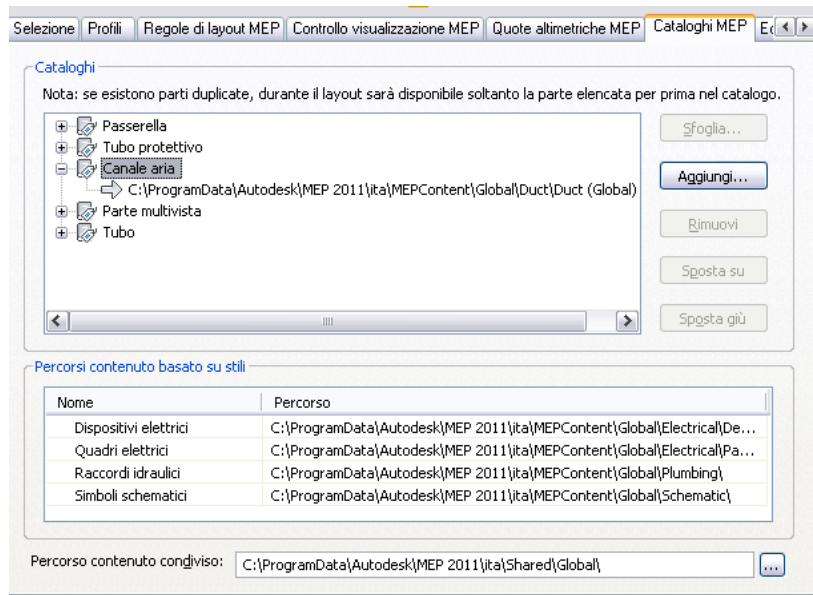 Selezione Profili Regole di layout MEP Controllo visualizzazione MEP Quote altimetriche MEP Cataloghi MEP
Cataloghi
Nota: se esistono parti duplicate, durante il layout sarà disponibile soltanto la parte elencata per prima nel catalogo.
Passerella
Sfoglia...
Tubo protettivo
Canale aria
Aggiungi...
C:\ProgramData\Autodesk\MEP 2011\ita\MEPContent\Global\Duct\Duct (Global)
Parte multivista
Rimuovi
Tubo
Sposta su
Sposta giù
Percorsi contenuto basato su stili
Nome Percorso
Dispositivi elettrici C:\ProgramData\Autodesk\MEP 2011\ita\MEPContent\Global\Electrical\De...
Quadri elettrici C:\ProgramData\Autodesk\MEP 2011\ita\MEPContent\Global\Electrical\Pa...
Raccordi idraulici C:\ProgramData\Autodesk\MEP 2011\ita\MEPContent\Global\Plumbing\
Simboli schematici C:\ProgramData\Autodesk\MEP 2011\ita\MEPContent\Global\Schematic\
Percorso contenuto condiviso: C:\ProgramData\Autodesk\MEP 2011\ita\Shared\Global\ ...